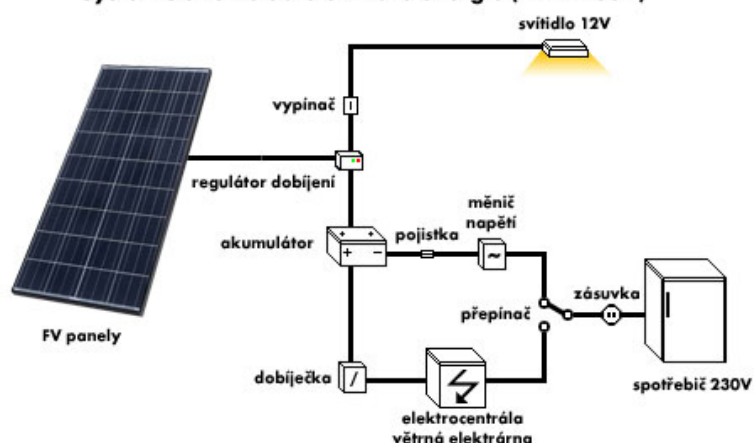 svítidlo 12V
vypínač
regulátor dobíjení
měnič
napětí
akumulátor
pojistka
zásuvka
přepínač
FV panely
dobíječka
spotřebič 230V
elektrocentrála
větrná elektrárna